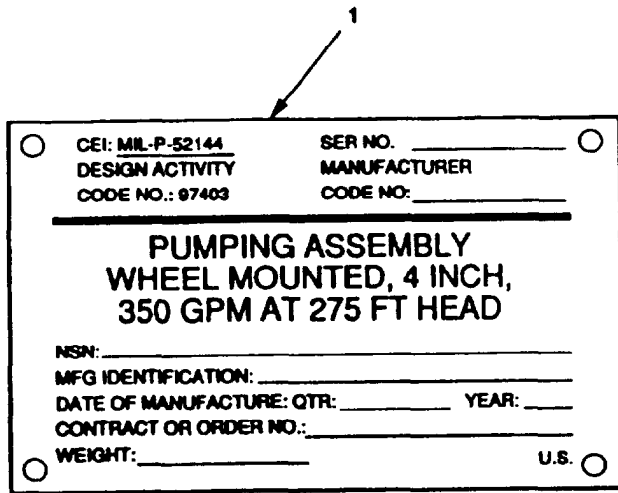 1
CEI: MIL-P-52144 SER NO.
DESIGN ACTIVITY MANUFACTURER
CODE NO.: 97403 CODE NO:
PUMPING ASSEMBLY
WHEEL MOUNTED, 4 INCH,
350 GPM AT 275 FT HEAD
NSN:
MFG IDENTIFICATION:
DATE OF MANUFACTURE: QTR: YEAR:
CONTRACT OR ORDER NO.:
WEIGHT: U.S.